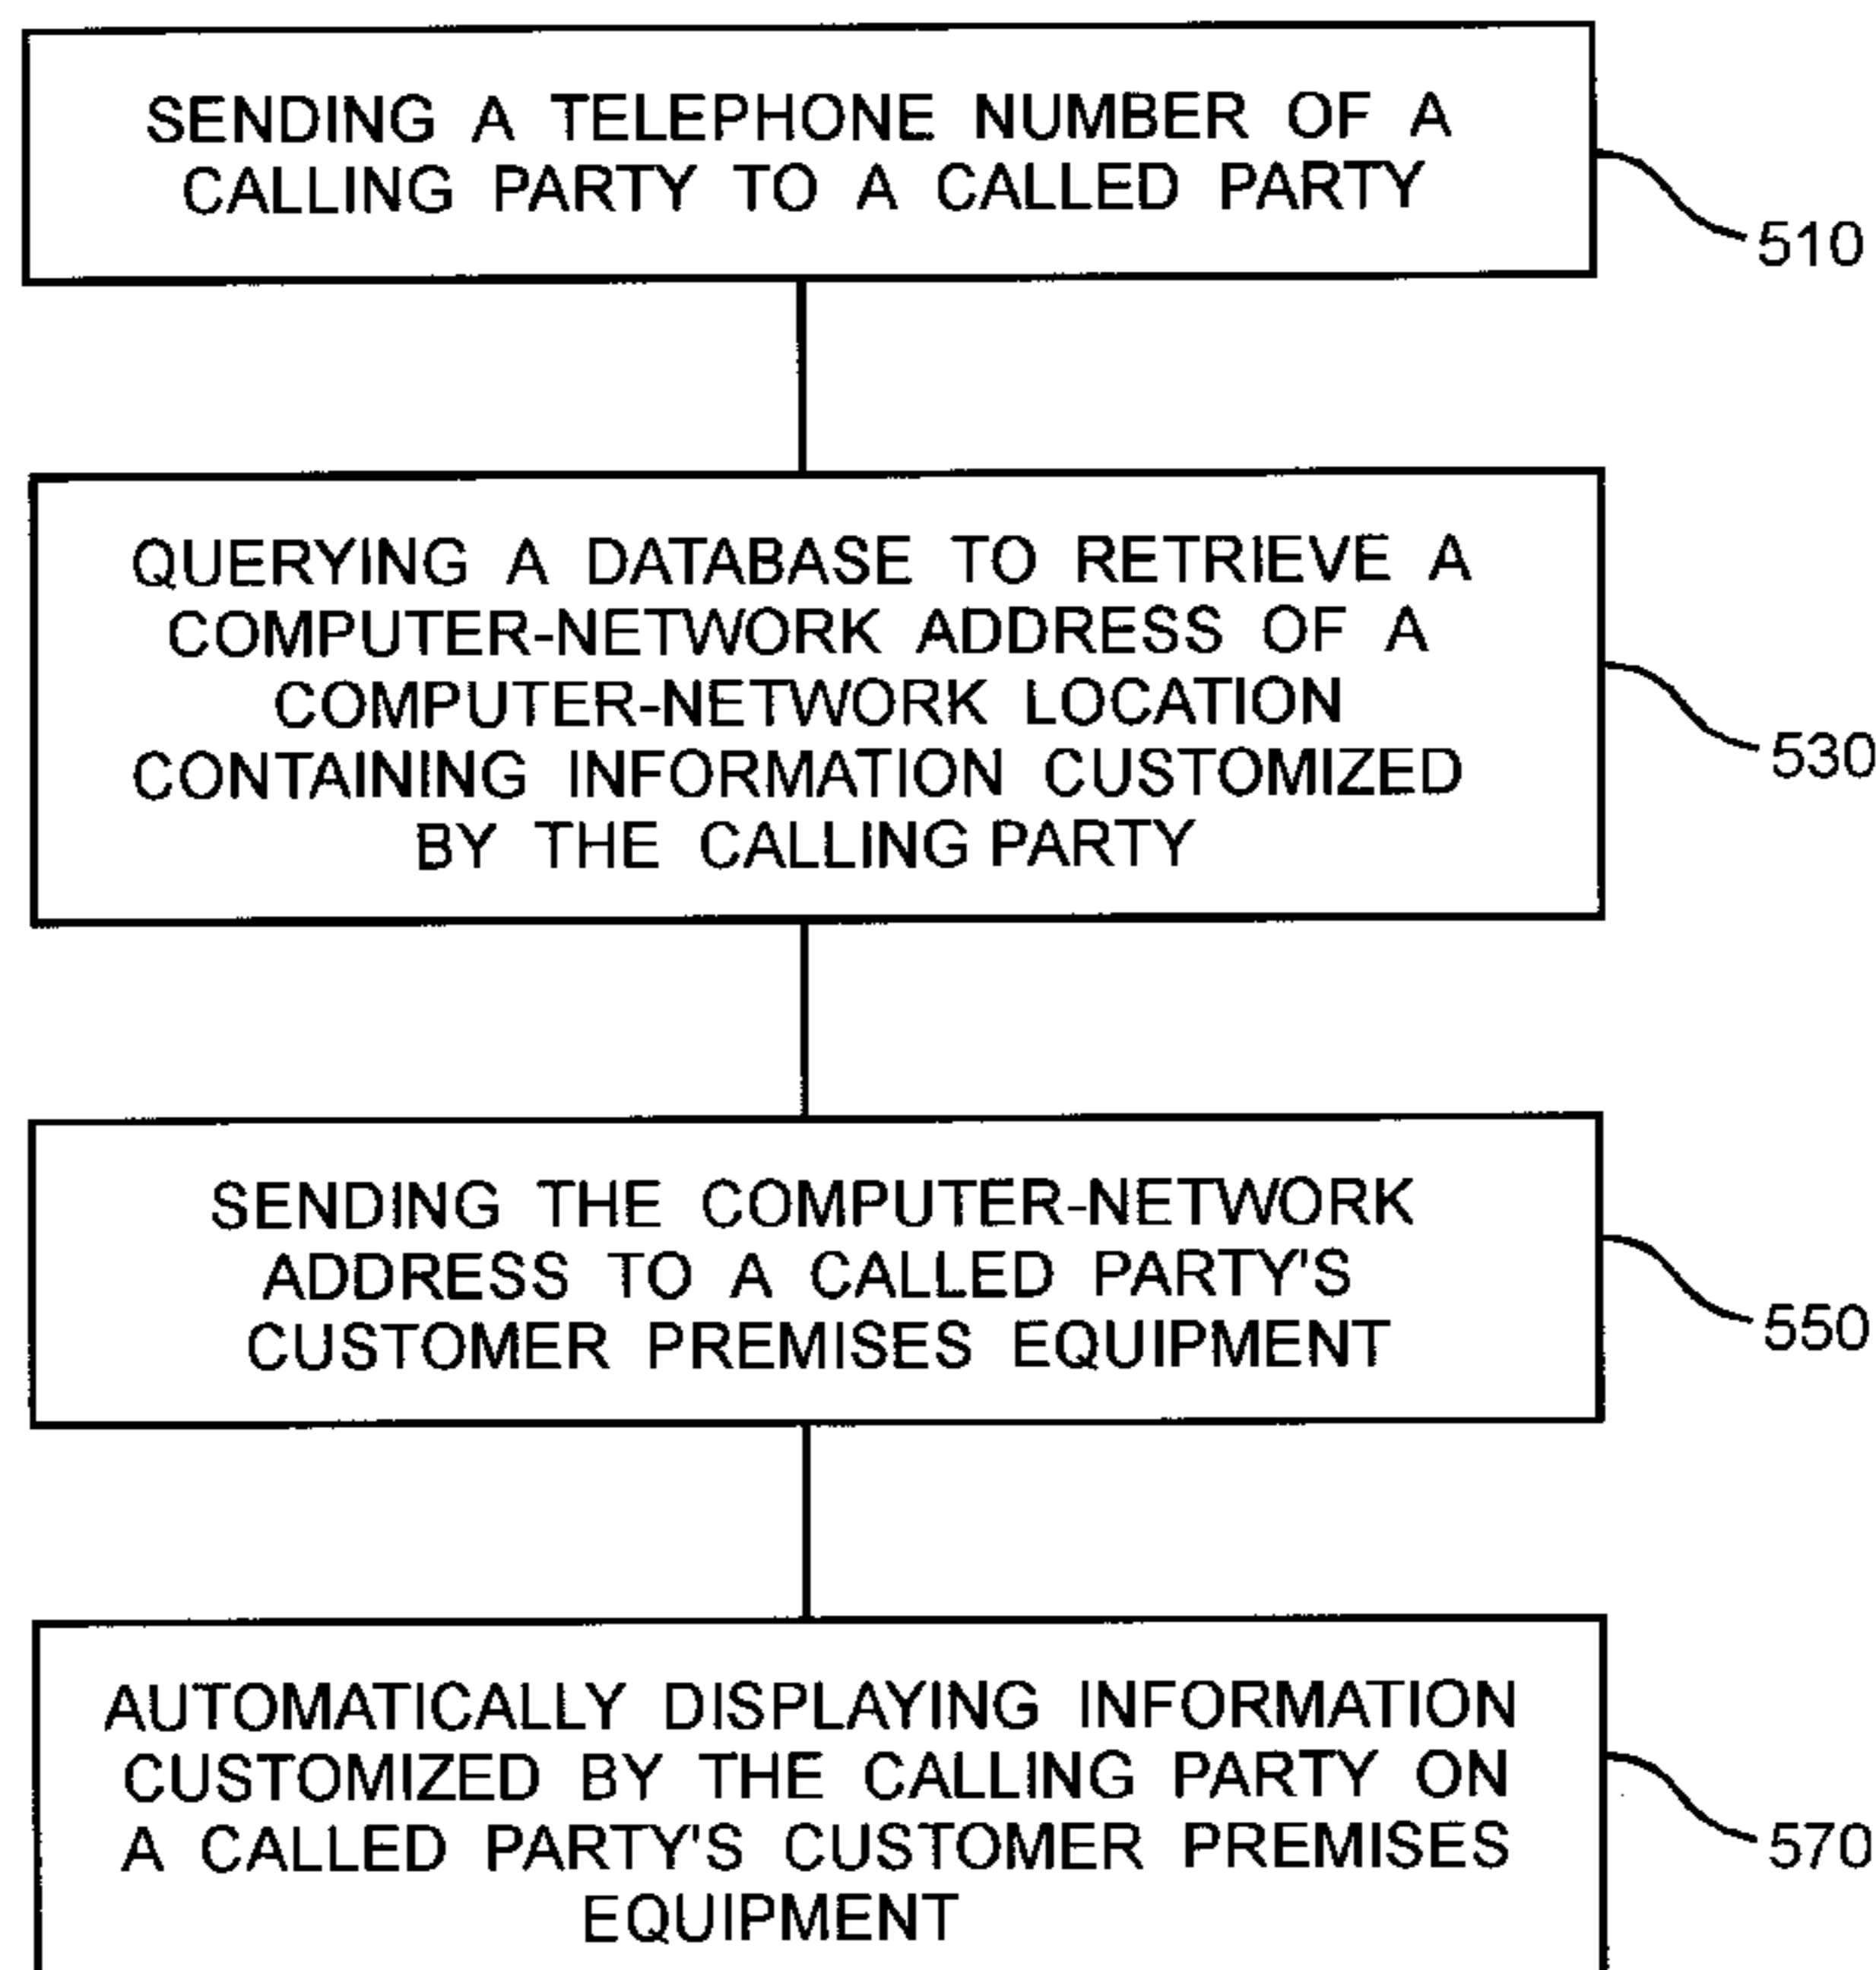 SENDING A TELEPHONE NUMBER OF A
CALLING PARTY TO A CALLED PARTY
510
QUERYING A DATABASE TO RETRIEVE A
COMPUTER-NETWORK ADDRESS OF A
COMPUTER-NETWORK LOCATION
CONTAINING INFORMATION CUSTOMIZED
BY THE CALLING PARTY
530
SENDING THE COMPUTER-NETWORK
ADDRESS TO A CALLED PARTY'S
CUSTOMER PREMISES EQUIPMENT
550
AUTOMATICALLY DISPLAYING INFORMATION
CUSTOMIZED BY THE CALLING PARTY ON
A CALLED PARTY'S CUSTOMER PREMISES
EQUIPMENT
570